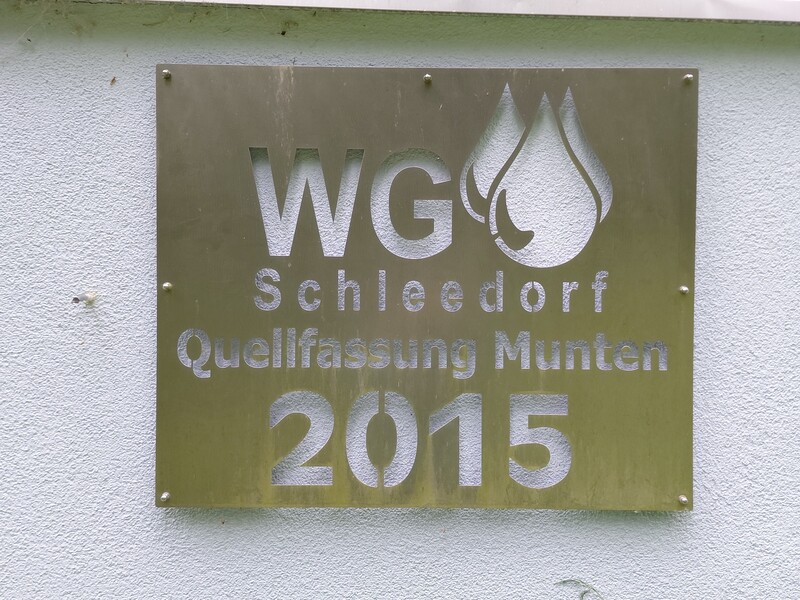 WG
Schleedorf
Quellfassung Munten
2015